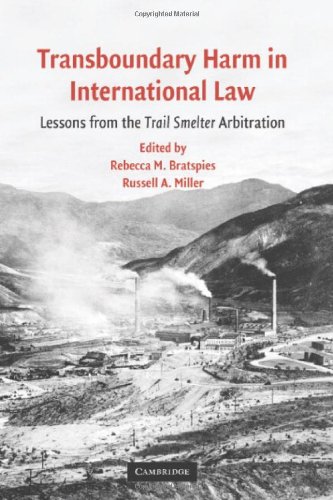 Transboundary Harm in
International Law
Lessons from the Trail Smelter Arbitration
Edited by
Rebecca M. Bratspies
Russell A. Miller
CAMBRIDGE